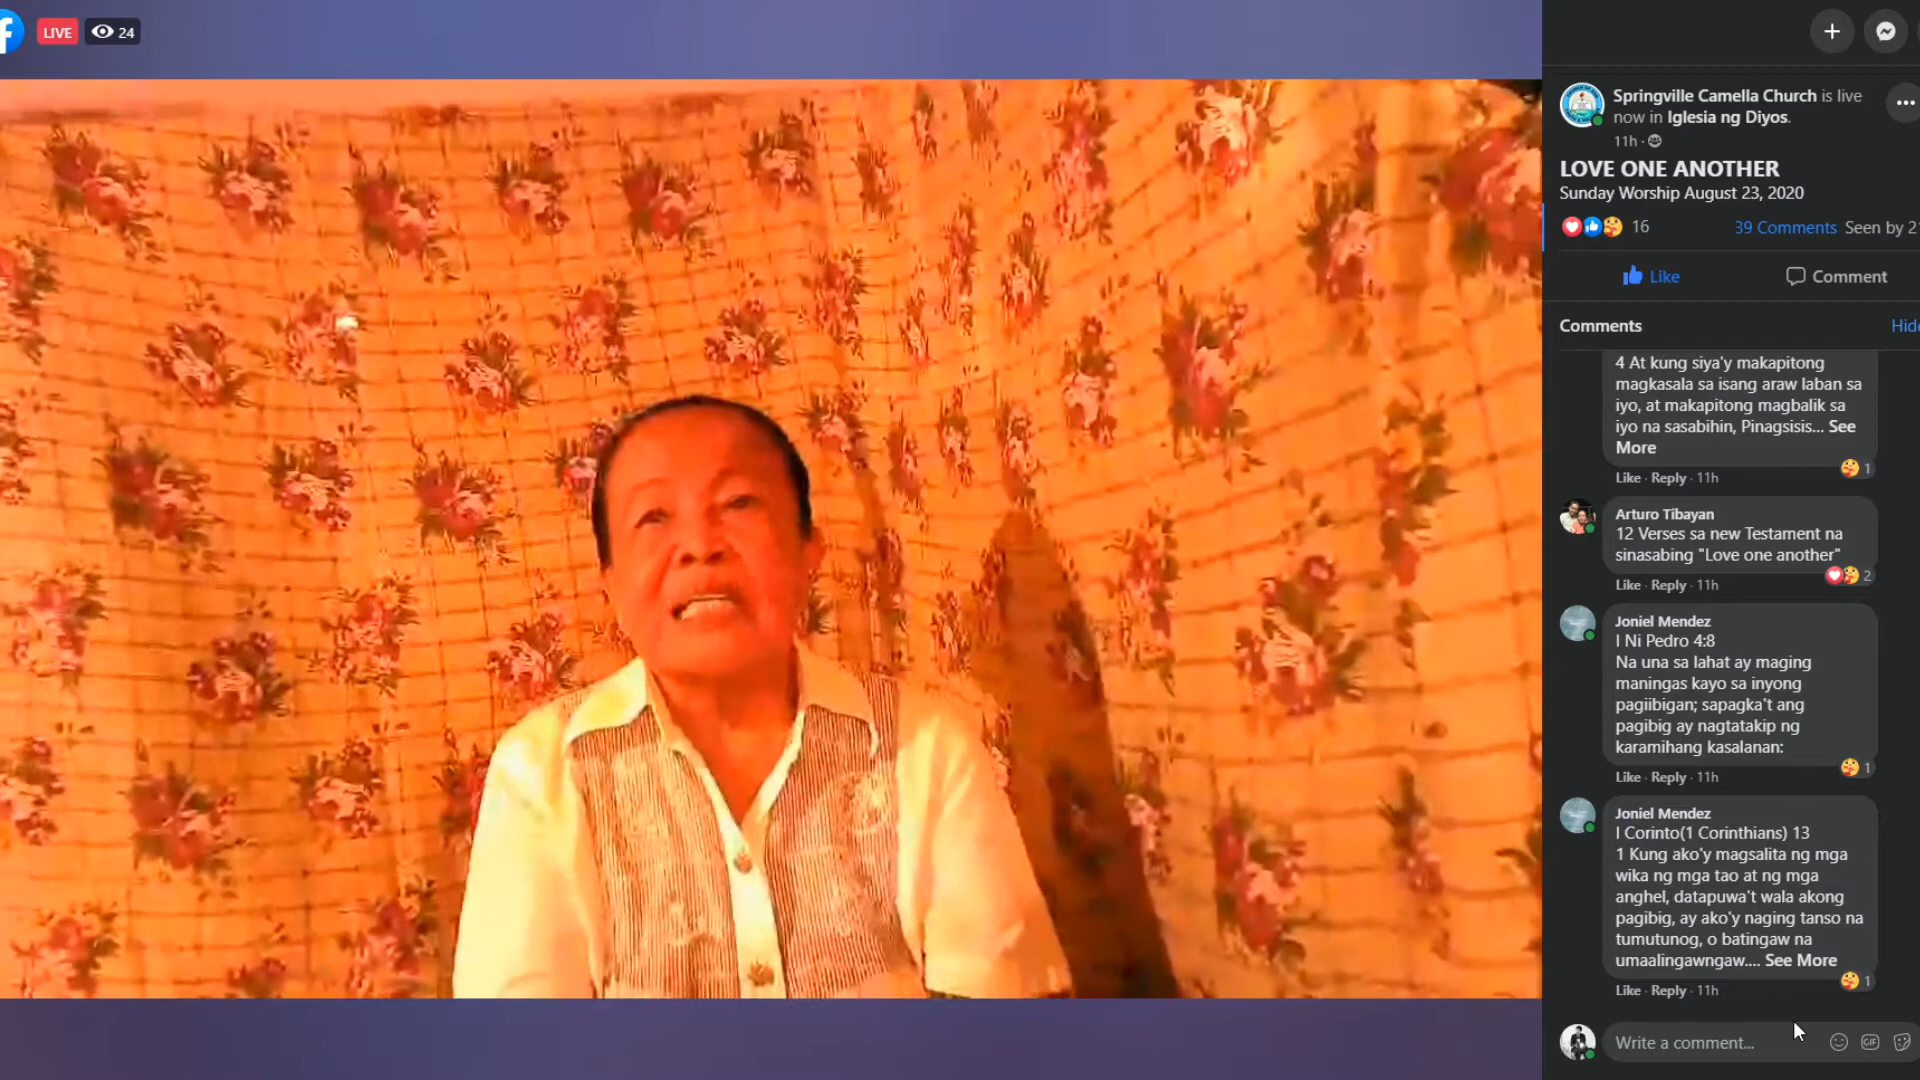 LIVE 24
Springville Camella Church is live
now in Iglesia ng Diyos.
11h ·
LOVE ONE ANOTHER
Sunday Worship August 23, 2020
16 39 Comments Seen by
Like Comment
Comments
4 At kung siya'y makapitong
magkasala sa isang araw laban sa
iyo, at makapitong magbalik sa
iyo na sasabihin, Pinagsisis... See
More
1
Like · Reply · 11h
Arturo Tibayan
12 Verses sa new Testament na
sinasabing "Love one another"
2
Like · Reply · 11h
Joniel Mendez
I Ni Pedro 4:8
Na una sa lahat ay maging
maningas kayo sa inyong
pagiibigan; sapagka't ang
pagibig ay nagtatakip ng
karamihang kasalanan:
1
Like · Reply · 11h
Joniel Mendez
I Corinto(1 Corinthians) 13
1 Kung ako'y magsalita ng mga
wika ng mga tao at ng mga
anghel, datapuwa't wala akong
pagibig, ay ako'y naging tanso na
tumutunog, o batingaw na
umaalingawngaw.... See More
1
Like · Reply · 11h
Write a comment...
GIF